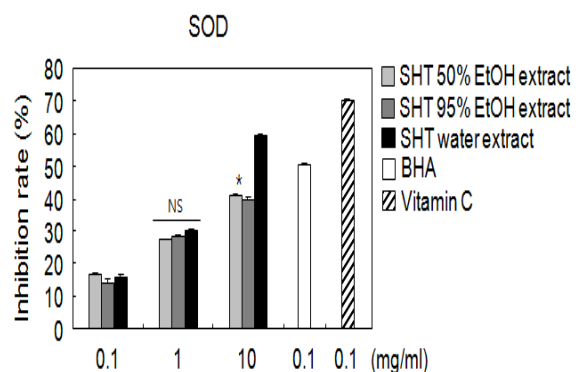 SOD
Inhibition rate (%)
80
70
60
50
40
30
20
10
0
NS
*
SHT 50% EtOH extract
SHT 95% EtOH extract
SHT water extract
BHA
Vitamin C
0.1 1 10 0.1 0.1 (mg/ml)